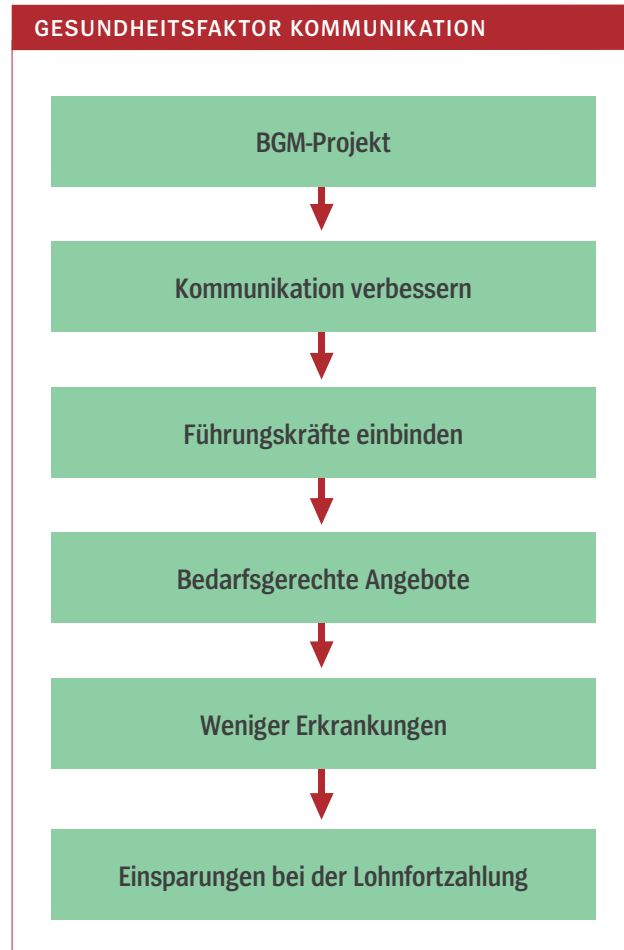 GESUNDHEITSFAKTOR KOMMUNIKATION
BGM-Projekt
Kommunikation verbessern
Führungskräfte einbinden
Bedarfsgerechte Angebote
Weniger Erkrankungen
Einsparungen bei der Lohnfortzahlung